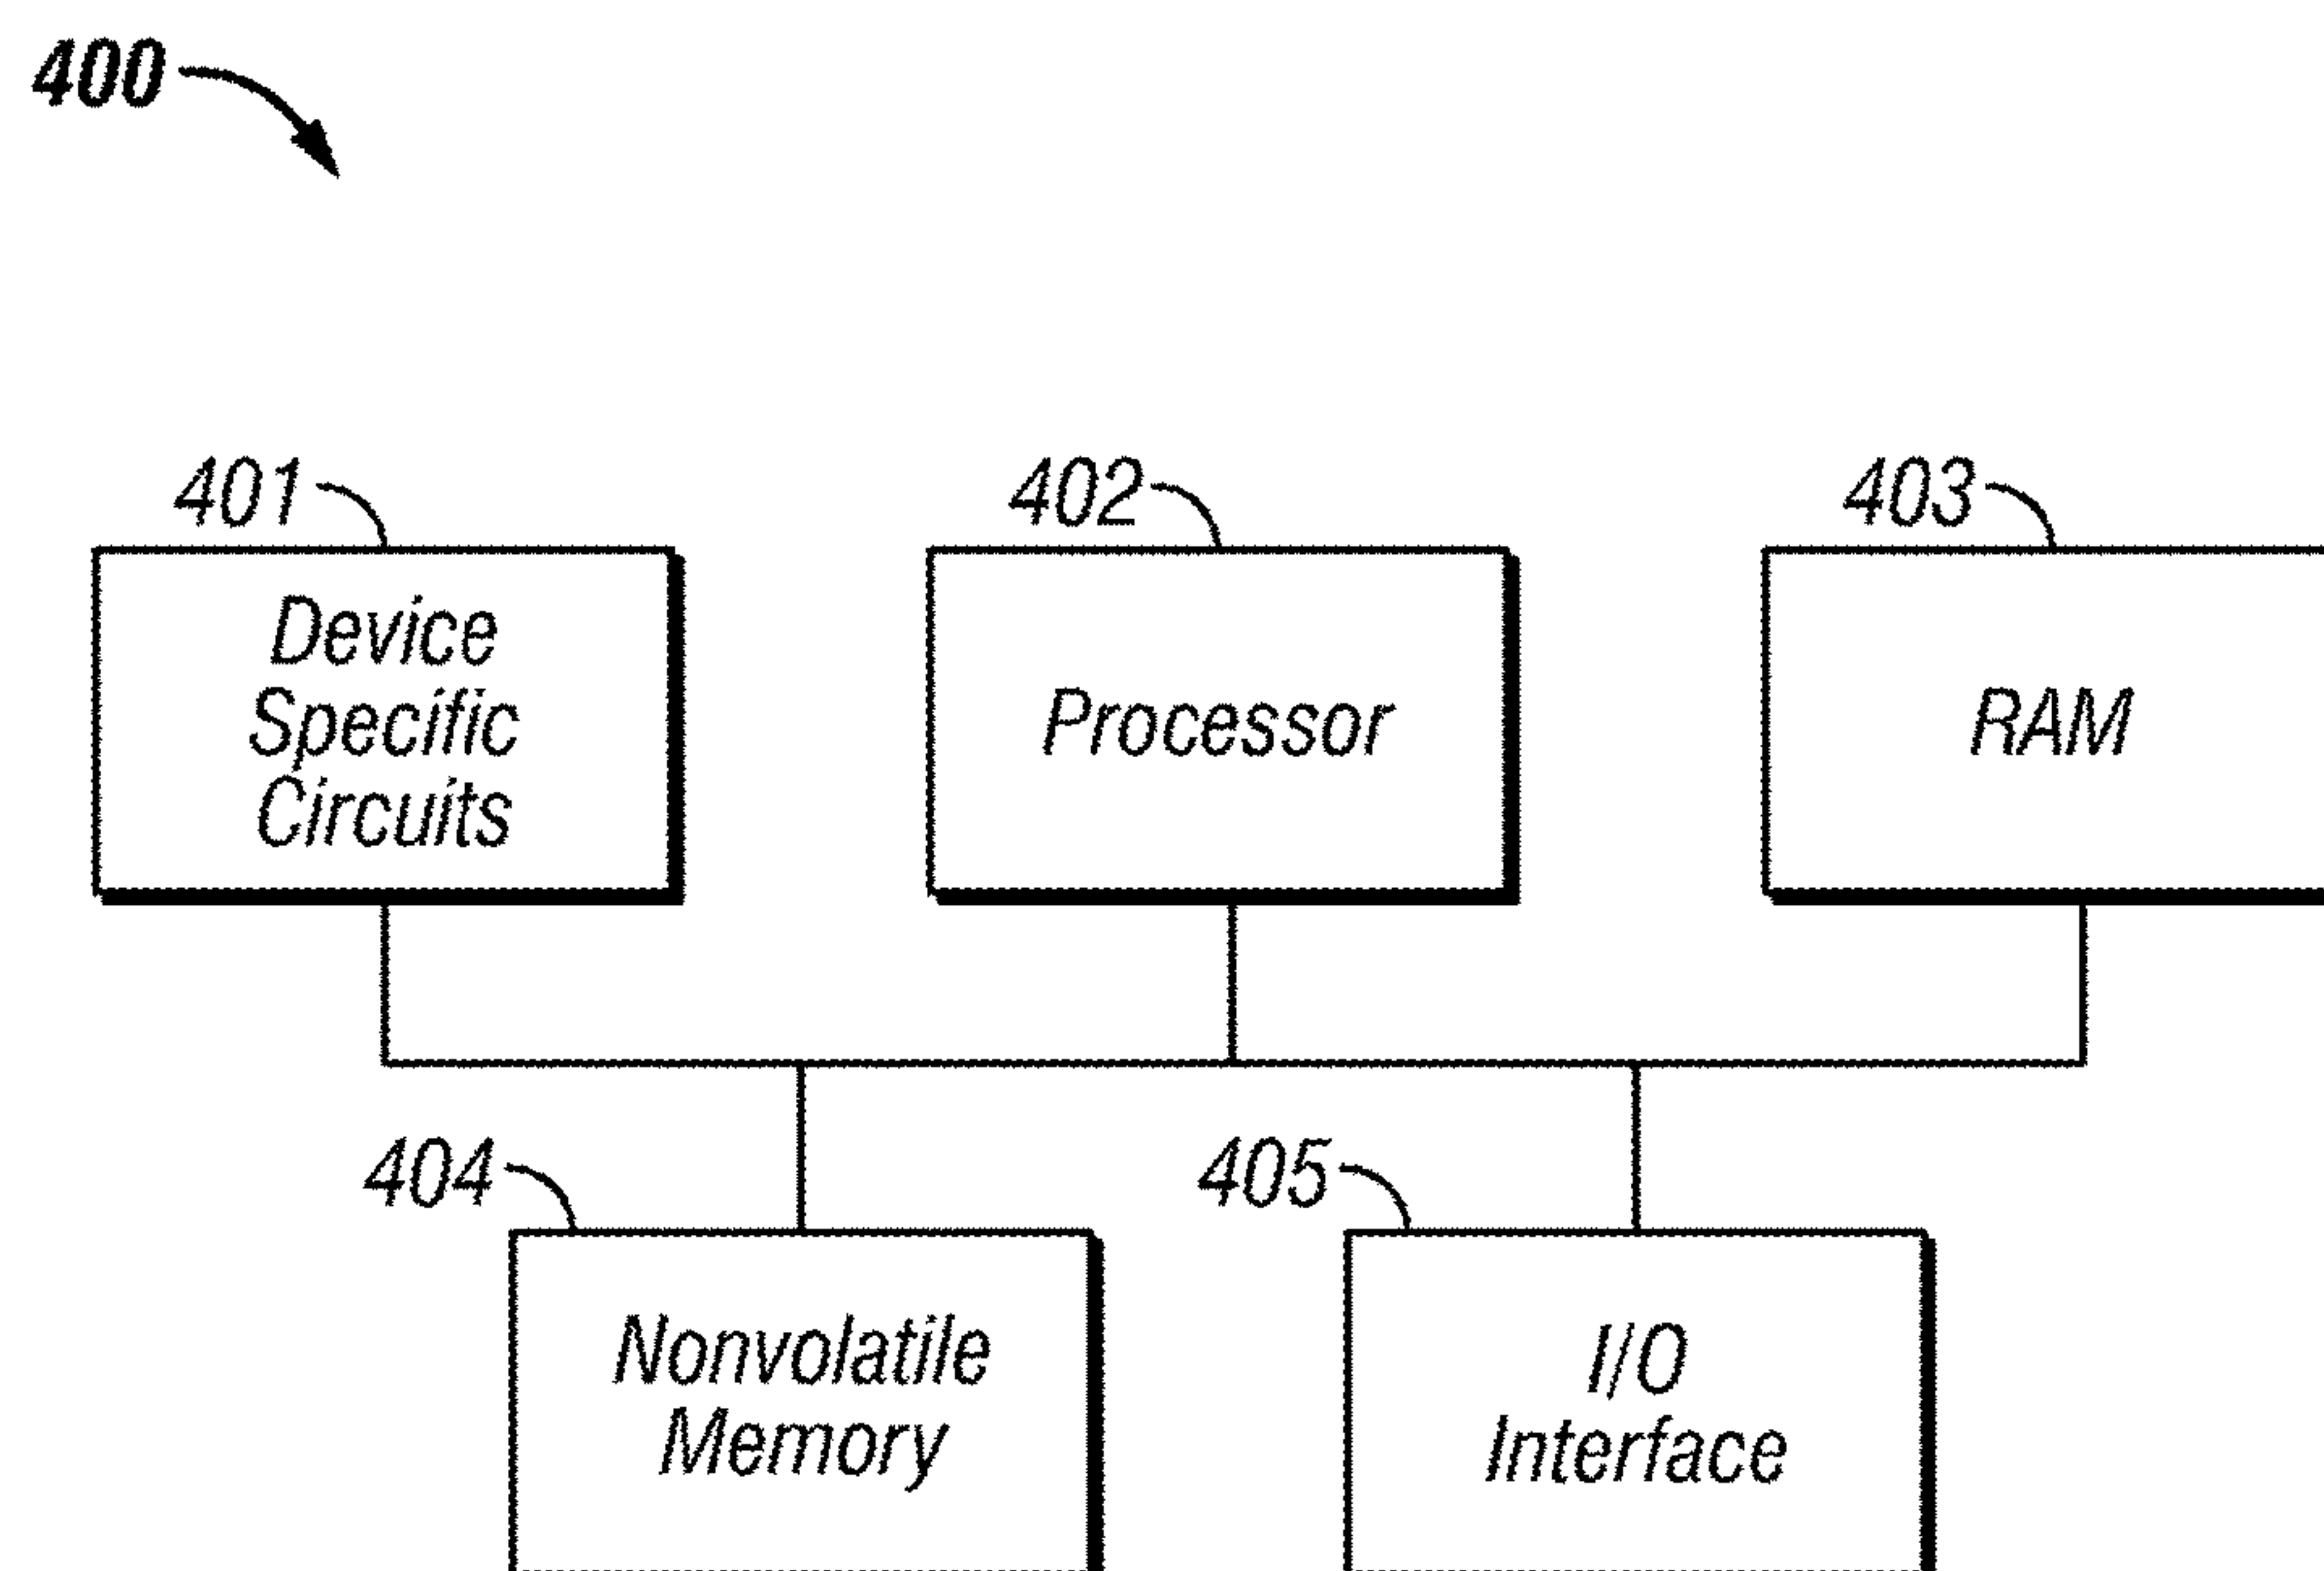 400
401
402
403
Device
Specific
Circuits
Processor
RAM
404
405
Nonvolatile
Memory
I/O
Interface